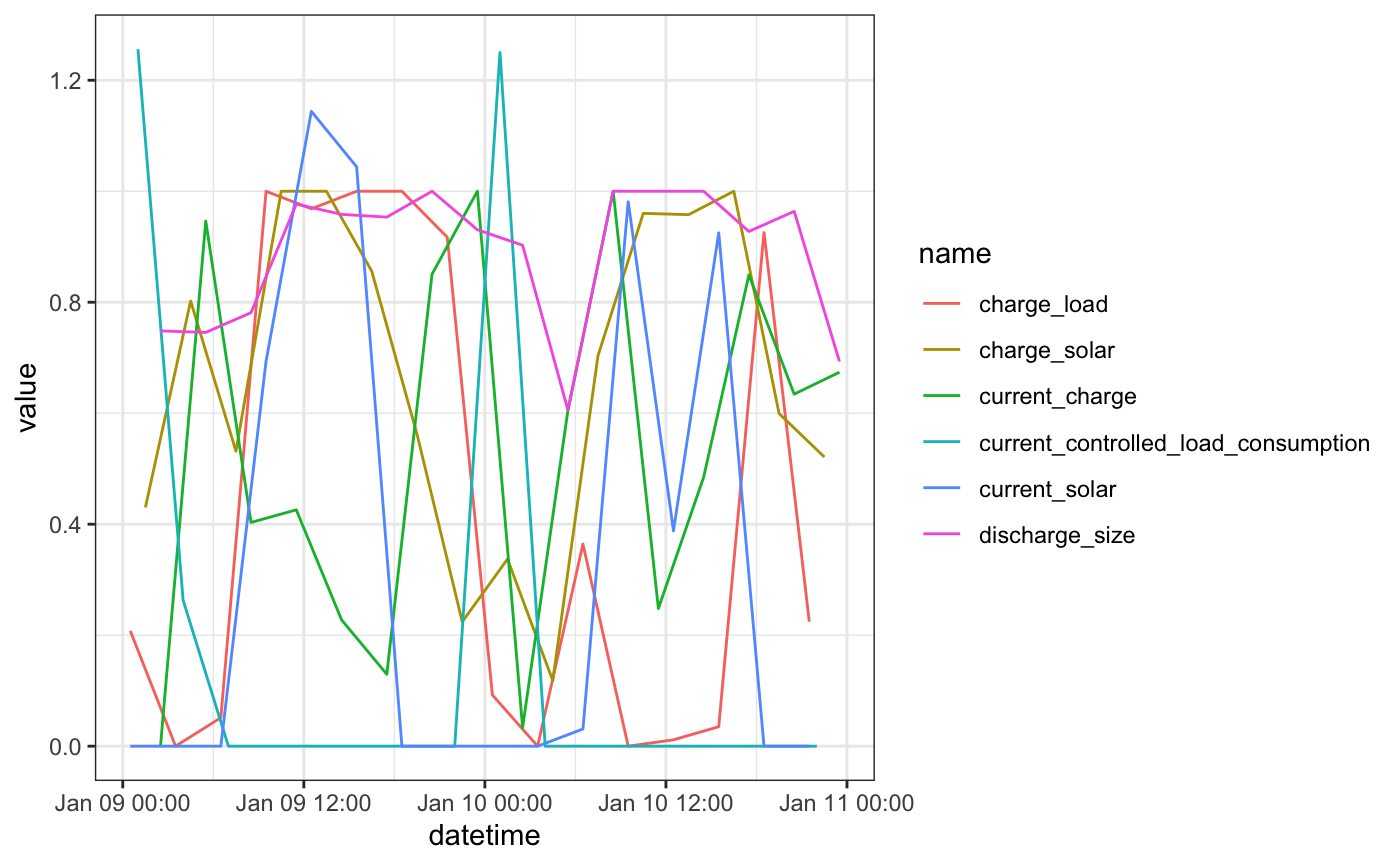 1.2
0.8
0.4
0.0
value
Jan 09 00:00 Jan 09 12:00 Jan 10 00:00 Jan 10 12:00 Jan 11 00:00
datetime
name
charge_load
charge_solar
current_charge
current_controlled_load_consumption
current_solar
discharge_size